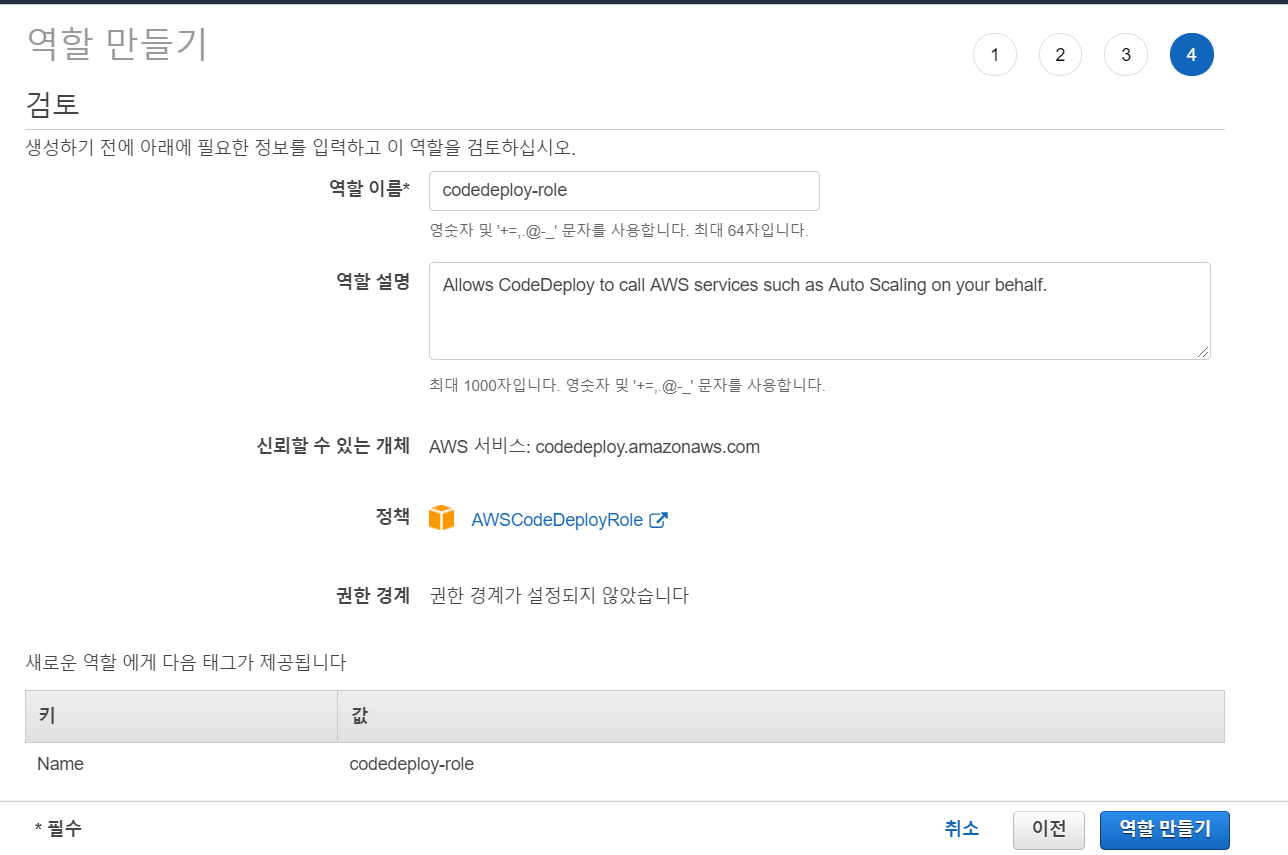 역할 만들기
1 2 3 4
검토
생성하기 전에 아래에 필요한 정보를 입력하고 이 역할을 검토하십시오.
역할 이름* codedeploy-role
영숫자 및 '+=,.@-_' 문자를 사용합니다. 최대 64자입니다.
역할 설명 Allows CodeDeploy to call AWS services such as Auto Scaling on your behalf.
최대 1000자입니다. 영숫자 및 '+=,.@-_' 문자를 사용합니다.
신뢰할 수 있는 개체 AWS 서비스: codedeploy.amazonaws.com
정책 AWSCodeDeployRole
권한 경계 권한 경계가 설정되지 않았습니다
새로운 역할 에게 다음 태그가 제공됩니다
키 값
Name codedeploy-role
* 필수 취소 이전 역할 만들기